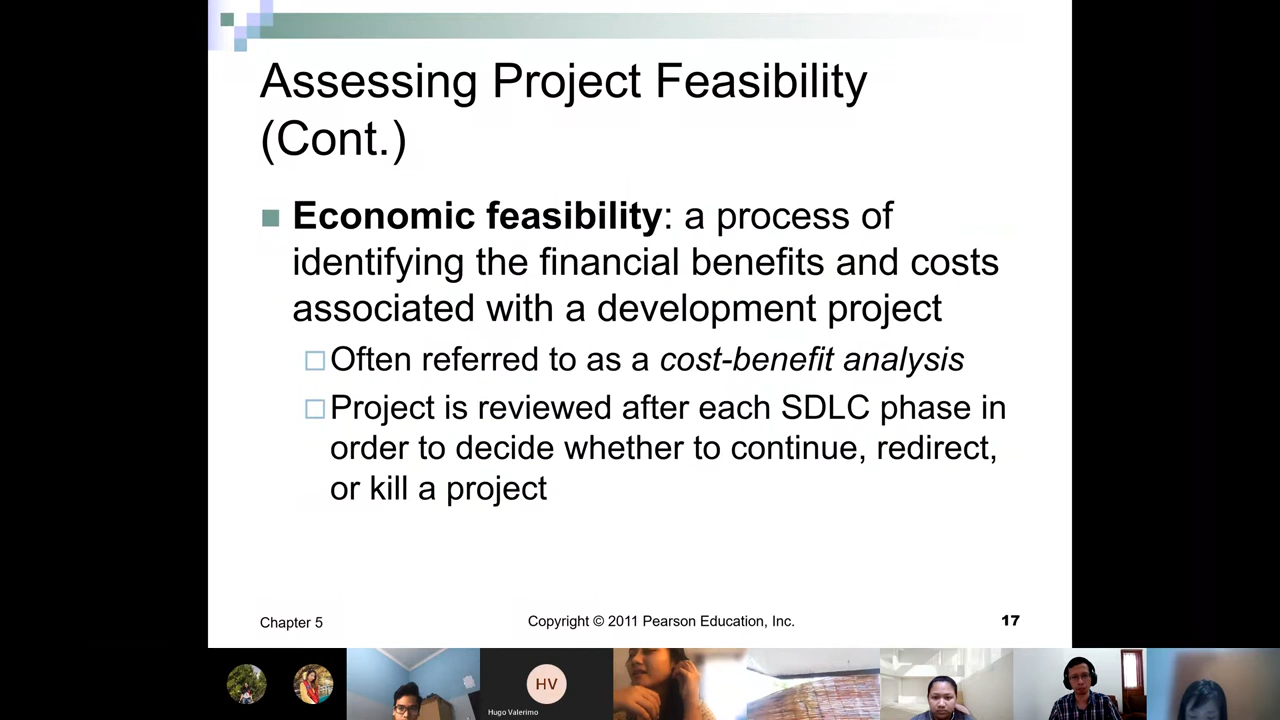 Assessing Project Feasibility
(Cont.)
Economic feasibility: a process of
identifying the financial benefits and costs
associated with a development project
Often referred to as a cost-benefit analysis
Project is reviewed after each SDLC phase in
order to decide whether to continue, redirect,
or kill a project
Chapter 5
Copyright © 2011 Pearson Education, Inc.
17
HV
Hugo Valerimo